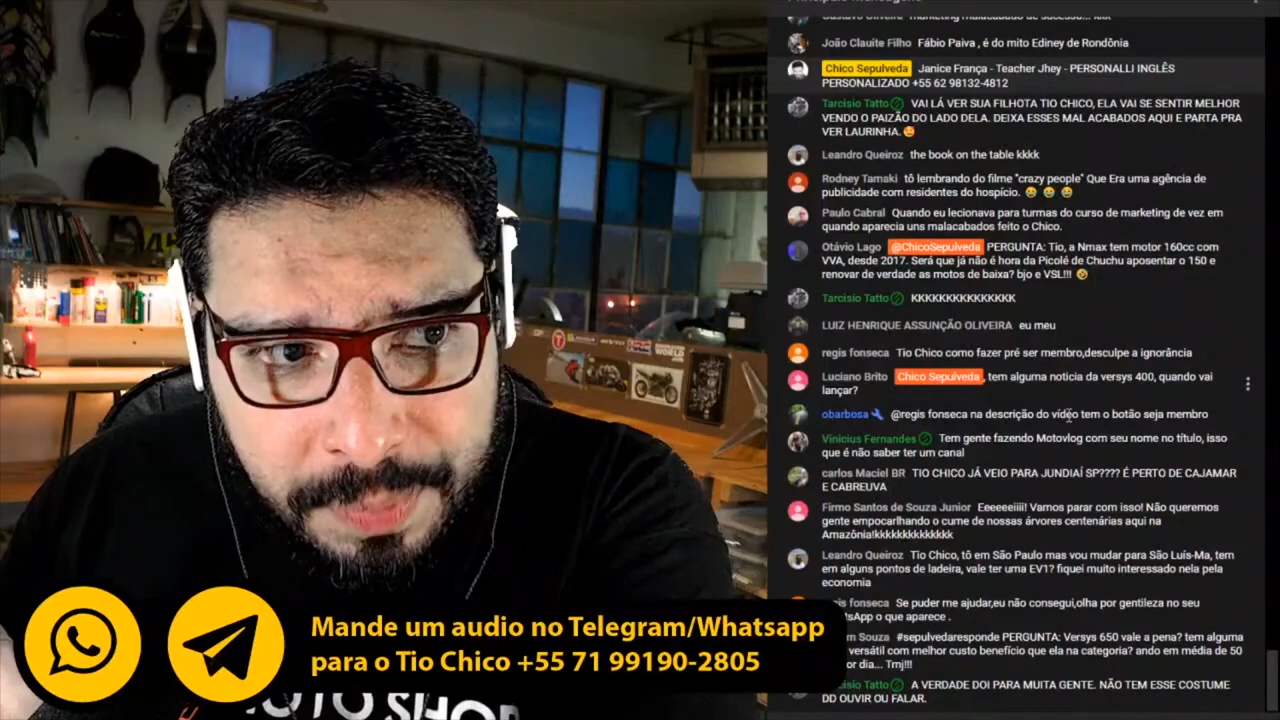 João Clauite Filho Fábio Paiva , é do mito Ediney de Rondônia
Chico Sepulveda Janice França - Teacher Jhey - PERSONALLI INGLÊS
PERSONALIZADO +55 62 98132-4812
Tarcisio Tatto VAI LÁ VER SUA FILHOTA TIO CHICO, ELA VAI SE SENTIR MELHOR
VENDO O PAIZÃO DO LADO DELA. DEIXA ESSES MAL ACABADOS AQUI E PARTA PRA
VER LAURINHA.
Leandro Queiroz the book on the table kkkk
Rodney Tamaki tô lembrando do filme "crazy people" Que Era uma agência de
publicidade com residentes do hospício.
Paulo Cabral Quando eu lecionava para turmas do curso de marketing de vez em
quando aparecia uns malacabados feito o Chico.
Otávio Lago @ChicoSepulveda PERGUNTA: Tio, a Nmax tem motor 160cc com
VVA, desde 2017. Será que já não é hora da Picolé de Chuchu aposentar o 150 e
renovar de verdade as motos de baixa? bjo e VSL!!!
Tarcisio Tatto KKKKKKKKKKKKKKK
LUIZ HENRIQUE ASSUNÇÃO OLIVEIRA eu meu
regis fonseca Tio Chico como fazer pré ser membro,desculpe a ignorância
Luciano Brito Chico Sepulveda , tem alguma noticia da versys 400, quando vai
lançar?
obarbosa @regis fonseca na descrição do vídeo tem o botão seja membro
Vinicius Fernandes Tem gente fazendo Motovlog com seu nome no título, isso
que é não saber ter um canal
carlos Maciel BR TIO CHICO JÁ VEIO PARA JUNDIAÍ SP???? É PERTO DE CAJAMAR
E CABREUVA
Firmo Santos de Souza Junior Eeeeeeiiii! Vamos parar com isso! Não queremos
gente empocarlhando o cume de nossas árvores centenárias aqui na
Amazônia!kkkkkkkkkkkkk
Leandro Queiroz Tio Chico, tô em São Paulo mas vou mudar para São Luís-Ma, tem
em alguns pontos de ladeira, vale ter uma EV1? fiquei muito interessado nela pela
economia
fonseca Se puder me ajudar,eu não consegui,olha por gentileza no seu
o que aparece .
Souza #sepulvedaresponde PERGUNTA: Versys 650 vale a pena? tem alguma
versátil com melhor custo benefício que ela na categoria? ando em média de 50
or dia... Tmj!!!
Tatto A VERDADE DOI PARA MUITA GENTE. NÃO TEM ESSE COSTUME
DD OUVIR OU FALAR.
Mande um audio no Telegram/Whatsapp
para o Tio Chico +55 71 99190-2805